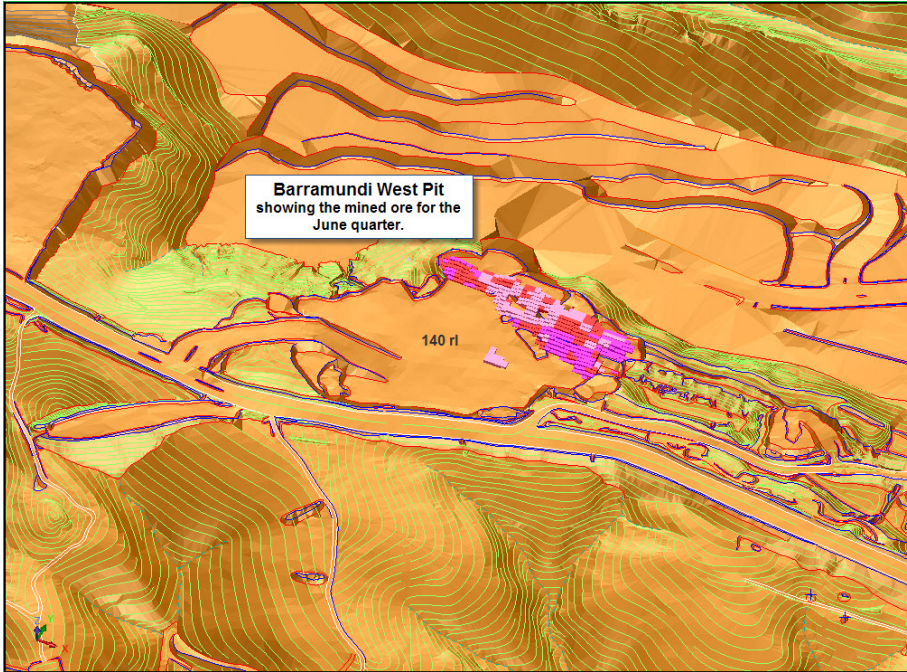 Barramundi West Pit
showing the mined ore for the
June quarter.
140 rl
Z
Y
X